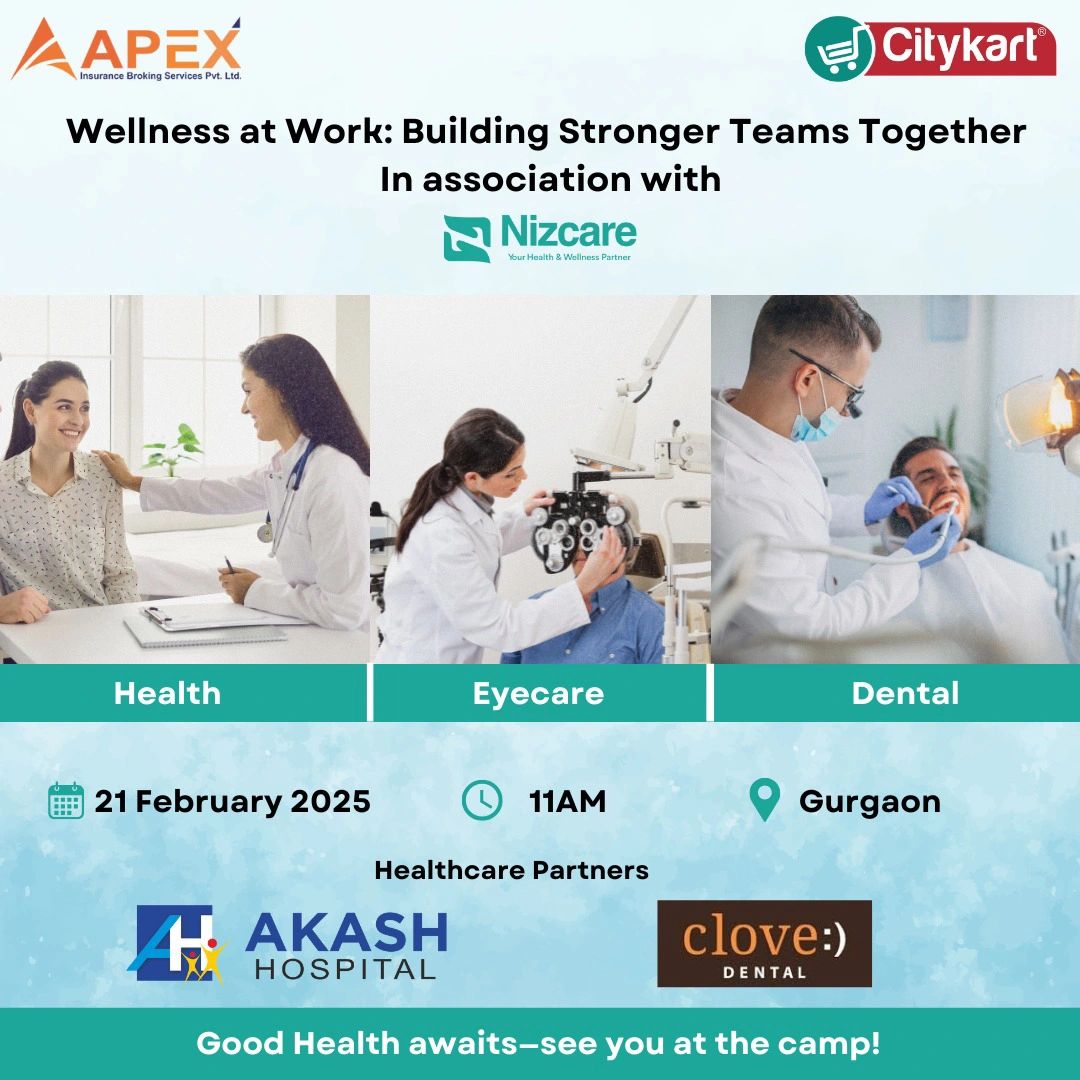 APEX
Insurance Broking Services Pvt. Ltd.
Citykart®
Wellness at Work: Building Stronger Teams Together
In association with
Nizcare
Your Health & Wellness Partner
Health
Eyecare
Dental
21 February 2025
11AM
Gurgaon
Healthcare Partners
AH
AKASH
HOSPITAL
clove:)
DENTAL
Good Health awaits—see you at the camp!